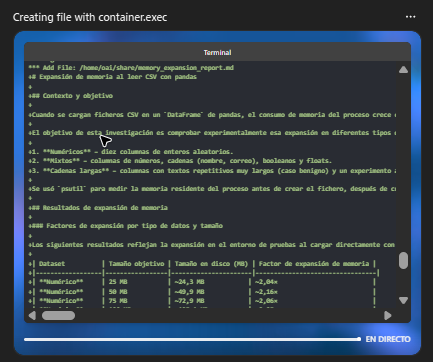 Creating file with container.exec
Terminal
*** Add File: /home/oai/share/memory_expansion_report.md
+# Expansión de memoria al leer CSV con pandas
+
+## Contexto y objetivo
+
+Cuando se cargan ficheros CSV en un `DataFrame` de pandas, el consumo de memoria del proceso crece
+
+El objetivo de esta investigación es comprobar experimentalmente esa expansión en diferentes tipos
+
+1. **Numéricos** – diez columnas de enteros aleatorios.
+2. **Mixtos** – columnas de números, cadenas (nombre, correo), booleanos y floats.
+3. **Cadenas largas** – columnas con textos repetitivos muy largos (caso benigno) y un experimento
+
+Se usó `psutil` para medir la memoria residente del proceso antes de crear el fichero, después de
+
+## Resultados de expansión de memoria
+
+### Factores de expansión por tipo de datos y tamaño
+
+Los siguientes resultados reflejan la expansión en el entorno de pruebas al cargar directamente con
+
+| Dataset | Tamaño objetivo | Tamaño en disco (MB) | Factor de expansión de memoria |
+|------------------|-----------------|----------------------|--------------------------------|
+| **Numérico** | 25 MB | ~24,3 MB | ~2,04×
+| **Numérico** | 50 MB | ~49,9 MB | ~2,16×
+| **Numérico** | 75 MB | ~72,9 MB | ~2,06×
EN DIRECTO